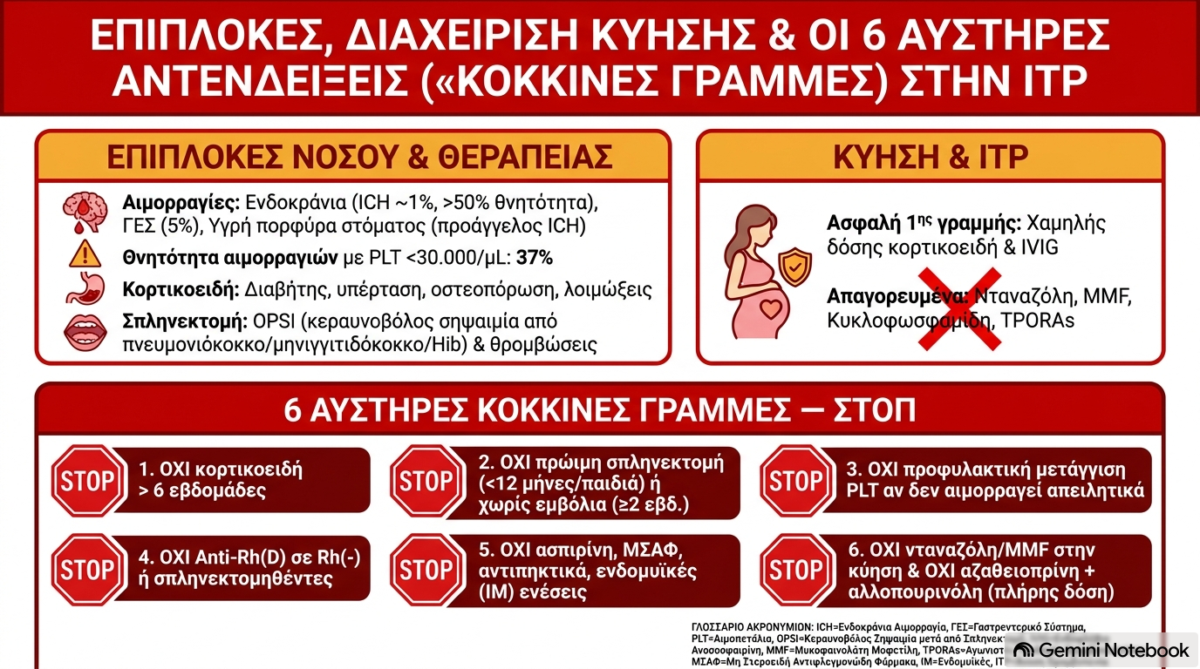 ΕΠΙΠΛΟΚΕΣ, ΔΙΑΧΕΙΡΙΣΗ ΚΥΗΣΗΣ & ΟΙ 6 ΑΥΣΤΗΡΕΣ
ΑΝΤΕΝΔΕΙΞΕΙΣ («ΚΟΚΚΙΝΕΣ ΓΡΑΜΜΕΣ) ΣΤΗΝ ITP
ΕΠΙΠΛΟΚΕΣ ΝΟΣΟΥ & ΘΕΡΑΠΕΙΑΣ
Αιμορραγίες: Ενδοκράνια (ICH ~1%, >50% θνητότητα),
ΓΕΣ (5%), Υγρή πορφύρα στόματος (προάγγελος ICH)
Θνητότητα αιμορραγιών με PLT <30.000/μL: 37%
Κορτικοειδή: Διαβήτης, υπέρταση, οστεοπόρωση, λοιμώξεις
Σπληνεκτομή: OPSI (κεραυνοβόλος σηψαιμία από
πνευμονιόκοκκο/μηνιγγιτιδόκοκκο/Hib) & θρομβώσεις
ΚΥΗΣΗ & ITP
Ασφαλή 1ης γραμμής: Χαμηλής
δόσης κορτικοειδή & IVIG
Απαγορευμένα: Νταναζόλη, MMF,
Κυκλοφωσφαμίδη, TPORAs
6 ΑΥΣΤΗΡΕΣ ΚΟΚΚΙΝΕΣ ΓΡΑΜΜΕΣ — ΣΤΟΠ
STOP
1. ΟΧΙ κορτικοειδή
> 6 εβδομάδες
STOP
2. ΟΧΙ πρώιμη σπληνεκτομή
(<12 μήνες/παιδιά) ή
χωρίς εμβόλια (≥2 εβδ.)
STOP
3. ΟΧΙ προφυλακτική μετάγγιση
PLT αν δεν αιμορραγεί απειλητικά
STOP
4. ΟΧΙ Anti-Rh(D) σε Rh(-)
ή σπληνεκτομηθέντες
STOP
5. ΟΧΙ ασπιρίνη, ΜΣΑΦ,
αντιπηκτικά, ενδομυϊκές
(IM) ενέσεις
STOP
6. ΟΧΙ νταναζόλη/MMF στην
κύηση & ΟΧΙ αζαθειοπρίνη +
αλλοπουρινόλη (πλήρης δόση)
ΓΛΟΣΣΑΡΙΟ ΑΚΡΩΝΥΜΙΩΝ: ICH=Ενδοκράνια Αιμορραγία, ΓΕΣ=Γαστρεντερικό Σύστημα,
PLT=Αιμοπετάλια, OPSI=Κεραυνοβόλος Σηψαιμία μετά από
Ανοσοσφαιρίνη, MMF=Μυκοφαινολάτη Μοφετίλη, TPORAs=
ΜΣΑΦ=Μη Στεροειδή Αντιφλεγμονώδη Φάρμακα, IM=Ενδομυϊκές,
Gemini Notebook